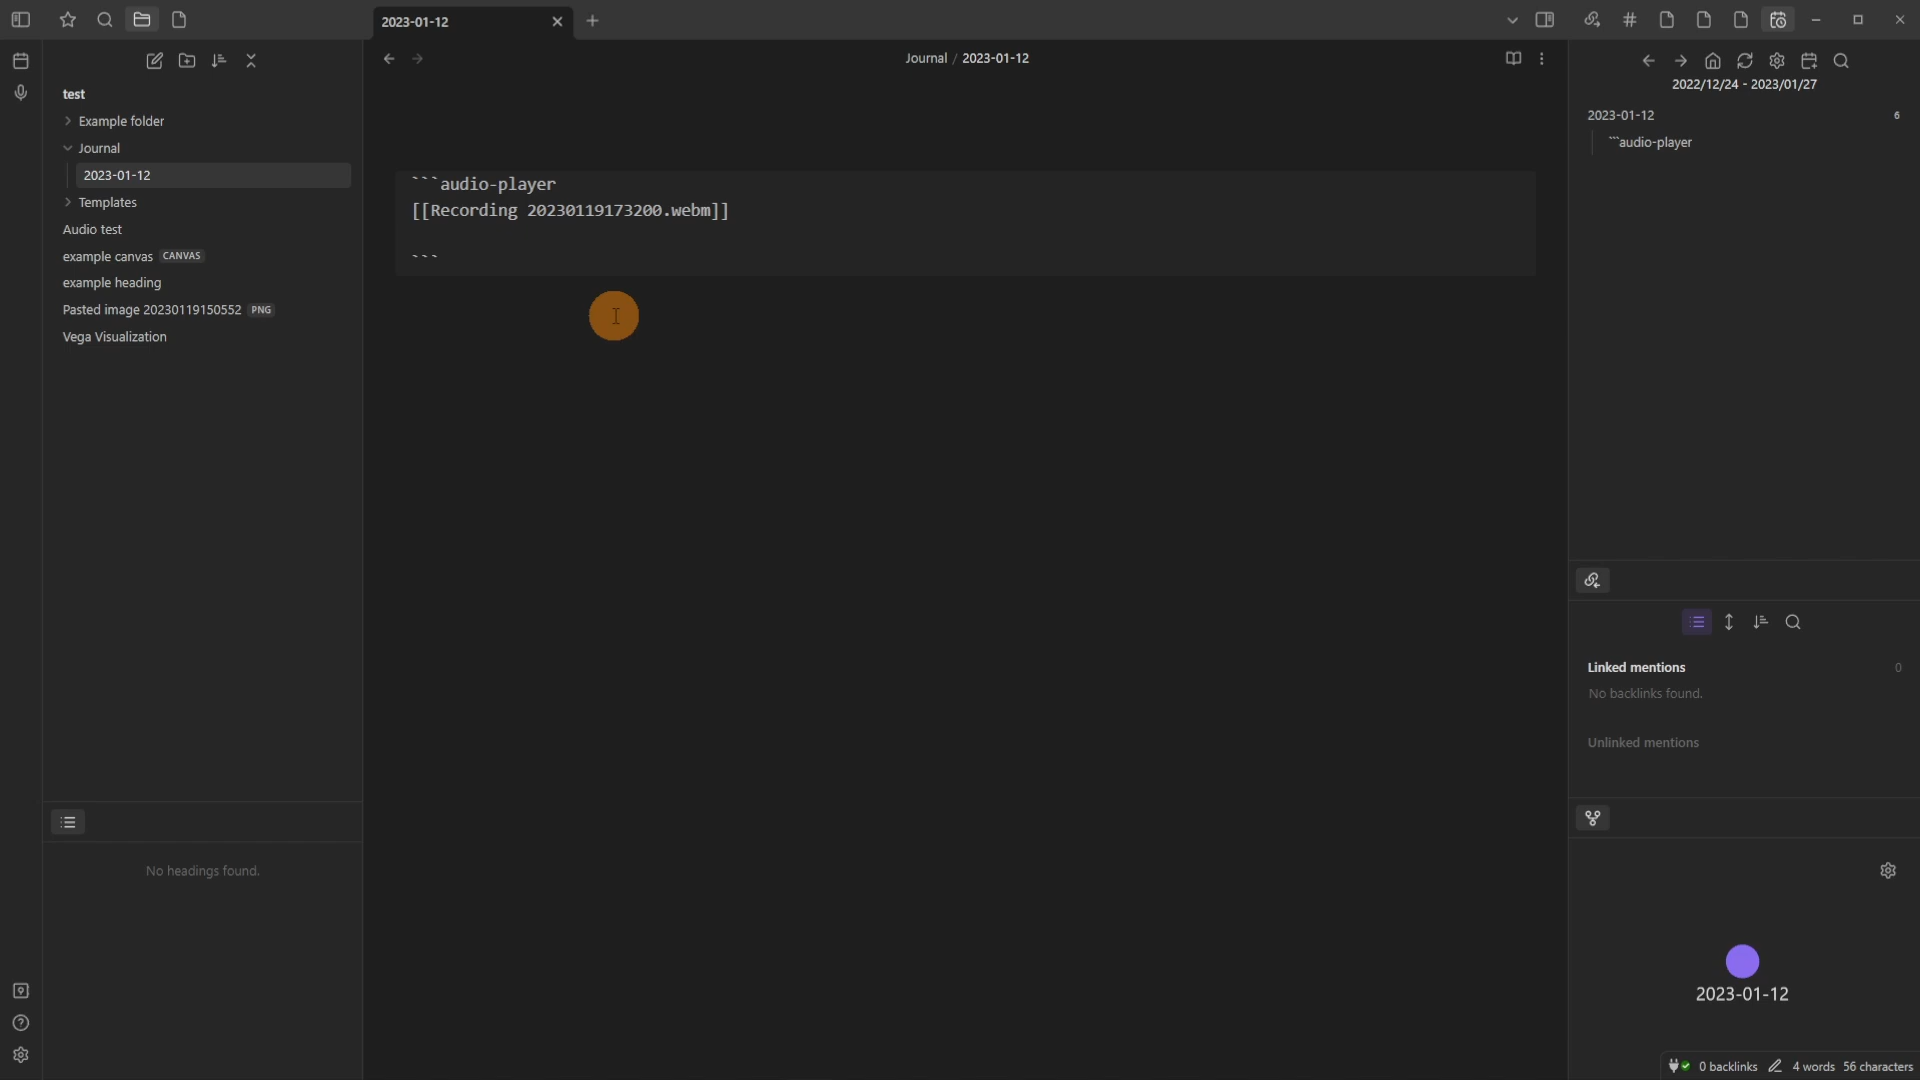 2023-01-12
Journal / 2023-01-12
test
Example folder
Journal
2023-01-12
Templates
Audio test
example canvas CANVAS
example heading
Pasted image 20230119150552 PNG
Vega Visualization
No headings found.
```audio-player
[[Recording 20230119173200.webm]]
```
2022/12/24 - 2023/01/27
2023-01-12 6
```audio-player
Linked mentions 0
No backlinks found.
Unlinked mentions
2023-01-12
0 backlinks 4 words 56 characters